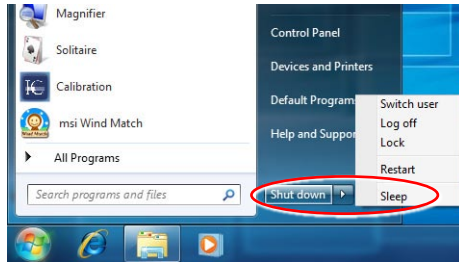 Magnifier
Solitaire
Calibration
msi Wind Match
All Programs
Search programs and files
Control Panel
Devices and Printers
Default Program
Help and Suppor
Shut down
Switch user
Log off
Lock
Restart
Sleep